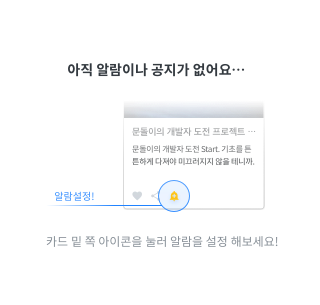 아직 알람이나 공지가 없어요…
문돌이의 개발자 도전 프로젝트 …
문돌이의 개발자 도전 Start. 기초를 튼
튼하게 다져야 미끄러지지 않을 테니까.
알람설정!
카드 밑 쪽 아이콘을 눌러 알람을 설정 해보세요!